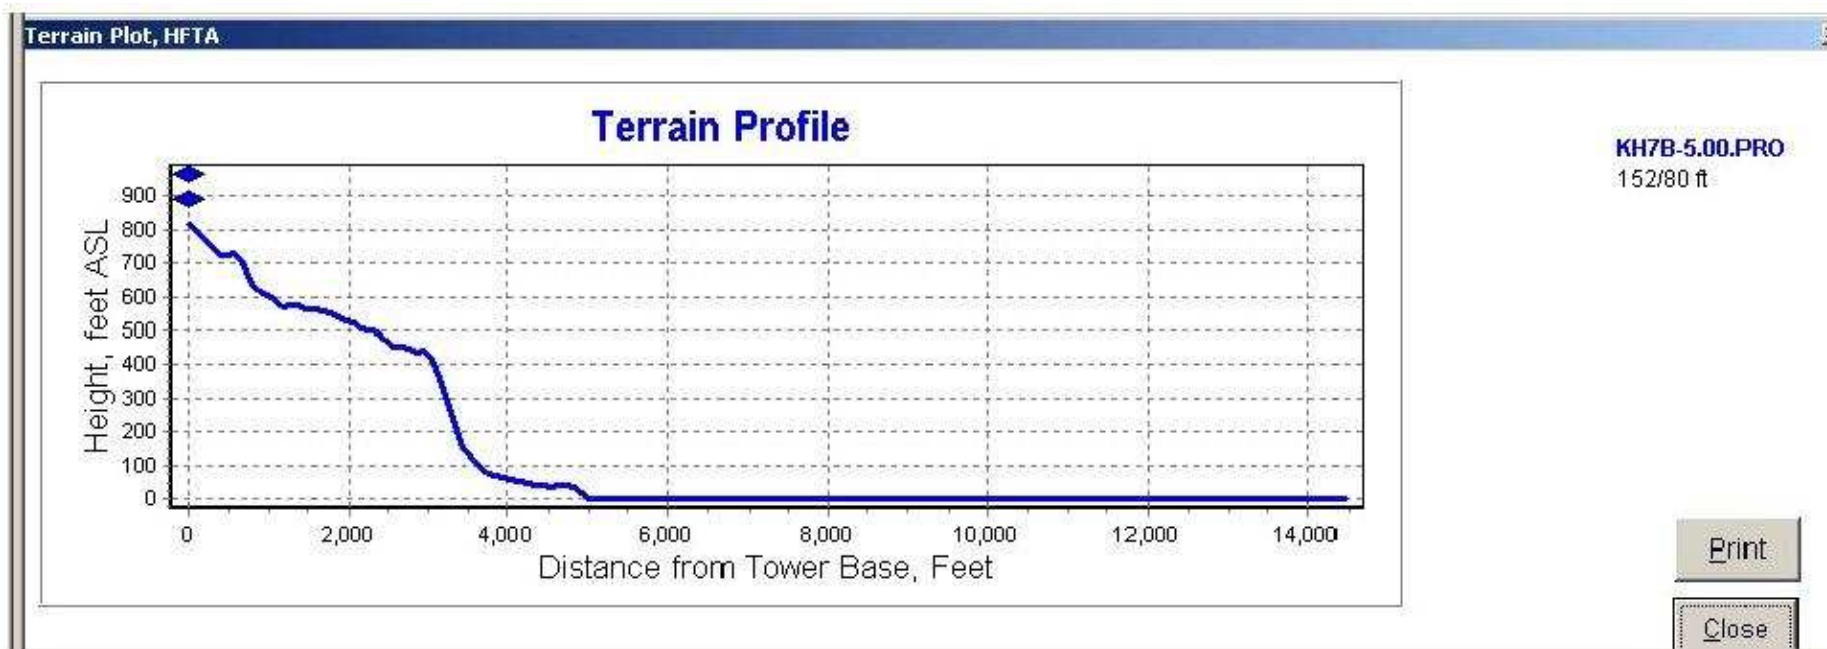 Terrain Plot, HFTA
Terrain Profile
KH7B-5.00.PRO
152/80 ft
Height, feet ASL
900
800
700
600
500
400
300
200
100
0
0 2,000 4,000 6,000 8,000 10,000 12,000 14,000
Distance from Tower Base, Feet
Print
Close